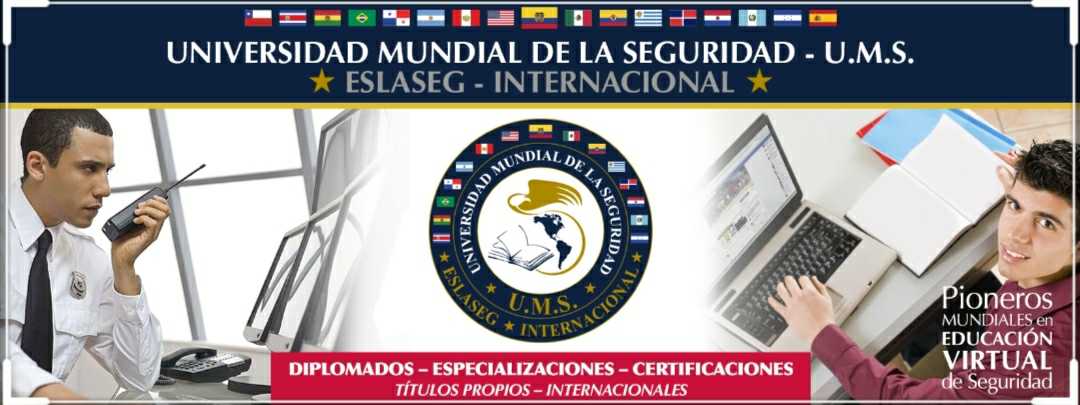 UNIVERSIDAD MUNDIAL DE LA SEGURIDAD - U.M.S.
★ ESLASEG - INTERNACIONAL ★
UNIVERSIDAD MUNDIAL DE LA SEGURIDAD
★ ESLASEG ★ INTERNACIONAL ★
★ U.M.S. ★
Pioneros
MUNDIALES en
EDUCACIÓN
VIRTUAL
de Seguridad
DIPLOMADOS – ESPECIALIZACIONES – CERTIFICACIONES
TÍTULOS PROPIOS – INTERNACIONALES